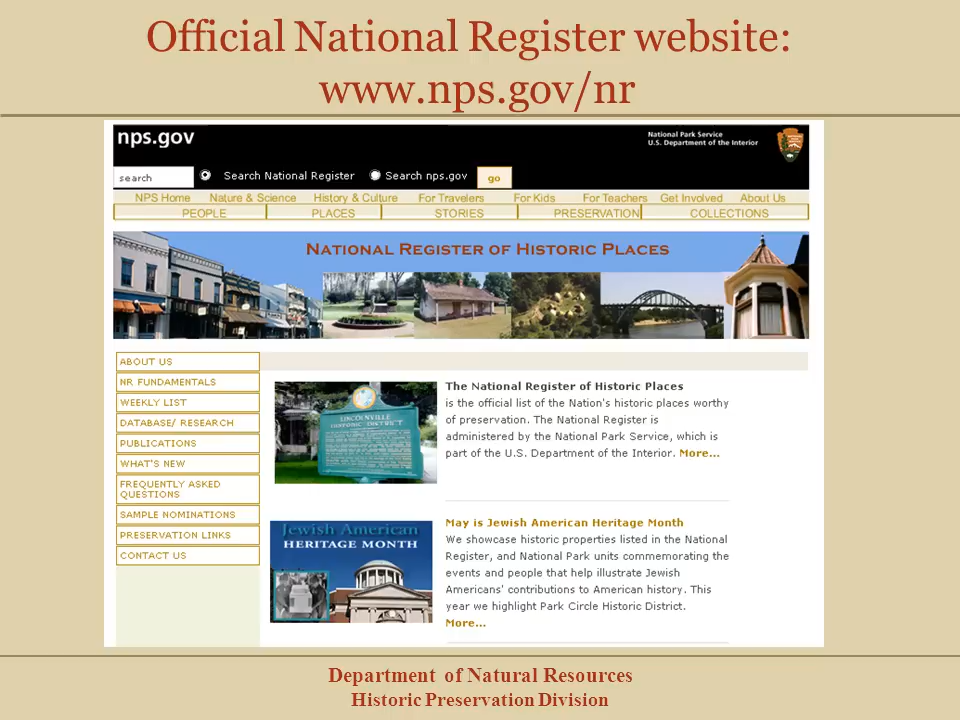 Official National Register website:
www.nps.gov/nr
nps.gov
National Park Service
U.S. Department of the Interior
search
Search National Register
Search nps.gov
go
NPS Home
Nature & Science
History & Culture
For Travelers
For Kids
For Teachers
Get Involved
About Us
PEOPLE
PLACES
STORIES
PRESERVATION
COLLECTIONS
National Register of Historic Places
ABOUT US
NR FUNDAMENTALS
WEEKLY LIST
DATABASE/ RESEARCH
PUBLICATIONS
WHAT'S NEW
FREQUENTLY ASKED
QUESTIONS
SAMPLE NOMINATIONS
PRESERVATION LINKS
CONTACT US
LINCOLNVILLE
HISTORIC DISTRICT
The National Register of Historic Places
is the official list of the Nation's historic places worthy
of preservation. The National Register is
administered by the National Park Service, which is
part of the U.S. Department of the Interior. More...
Jewish American
Heritage Month
May is Jewish American Heritage Month
We showcase historic properties listed in the National
Register, and National Park units commemorating the
events and people that help illustrate Jewish
Americans' contributions to American history. This
year we highlight Park Circle Historic District.
More...
Department of Natural Resources
Historic Preservation Division